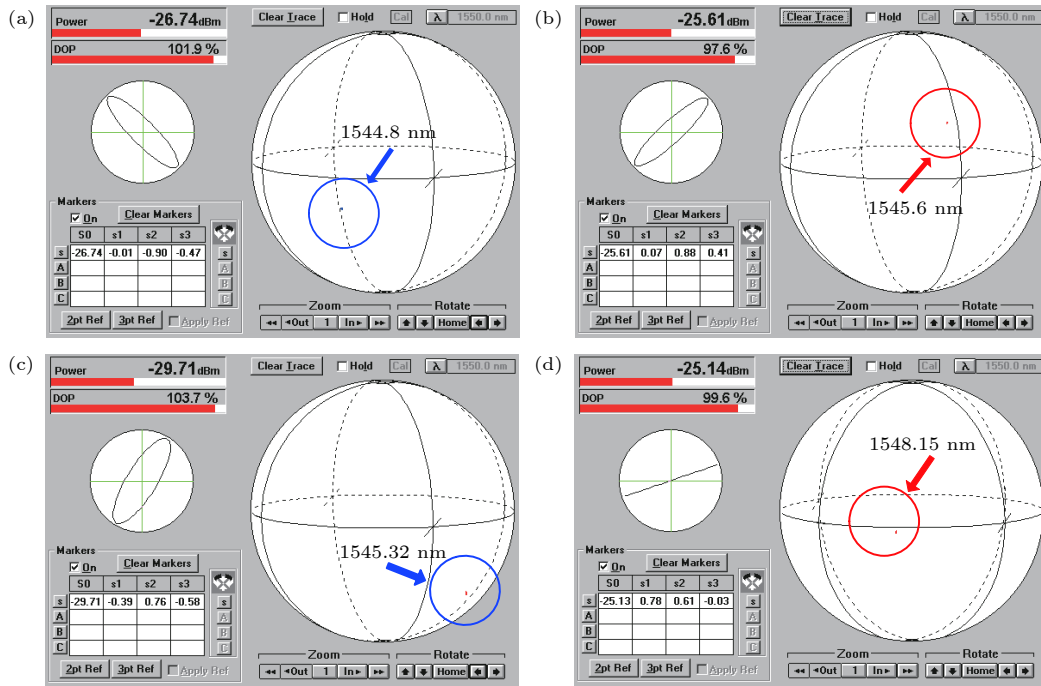 (a)
Power -26.74dBm
DOP 101.9 %
Clear Trace Hold Cal λ 1550.0 nm
1544.8 nm
Markers
On Clear Markers
S0 s1 s2 s3
s -26.74 -0.01 -0.90 -0.47 s
A A
B B
C C
2pt Ref 3pt Ref Apply Ref
Zoom Rotate
Out 1 In Home
(b)
Power -25.61dBm
DOP 97.6 %
Clear Trace Hold Cal λ 1550.0 nm
1545.6 nm
Markers
On Clear Markers
S0 s1 s2 s3
s -25.61 0.07 0.88 0.41 s
A A
B B
C C
2pt Ref 3pt Ref Apply Ref
Zoom Rotate
Out 1 In Home
(c)
Power -29.71dBm
DOP 103.7 %
Clear Trace Hold Cal λ 1550.0 nm
1545.32 nm
Markers
On Clear Markers
S0 s1 s2 s3
s -29.71 -0.39 0.76 -0.58 s
A A
B B
C C
2pt Ref 3pt Ref Apply Ref
Zoom Rotate
Out 1 In Home
(d)
Power -25.14dBm
DOP 99.6 %
Clear Trace Hold Cal λ 1550.0 nm
1548.15 nm
Markers
On Clear Markers
S0 s1 s2 s3
s -25.13 0.78 0.61 -0.03 s
A A
B B
C C
2pt Ref 3pt Ref Apply Ref
Zoom Rotate
Out 1 In Home